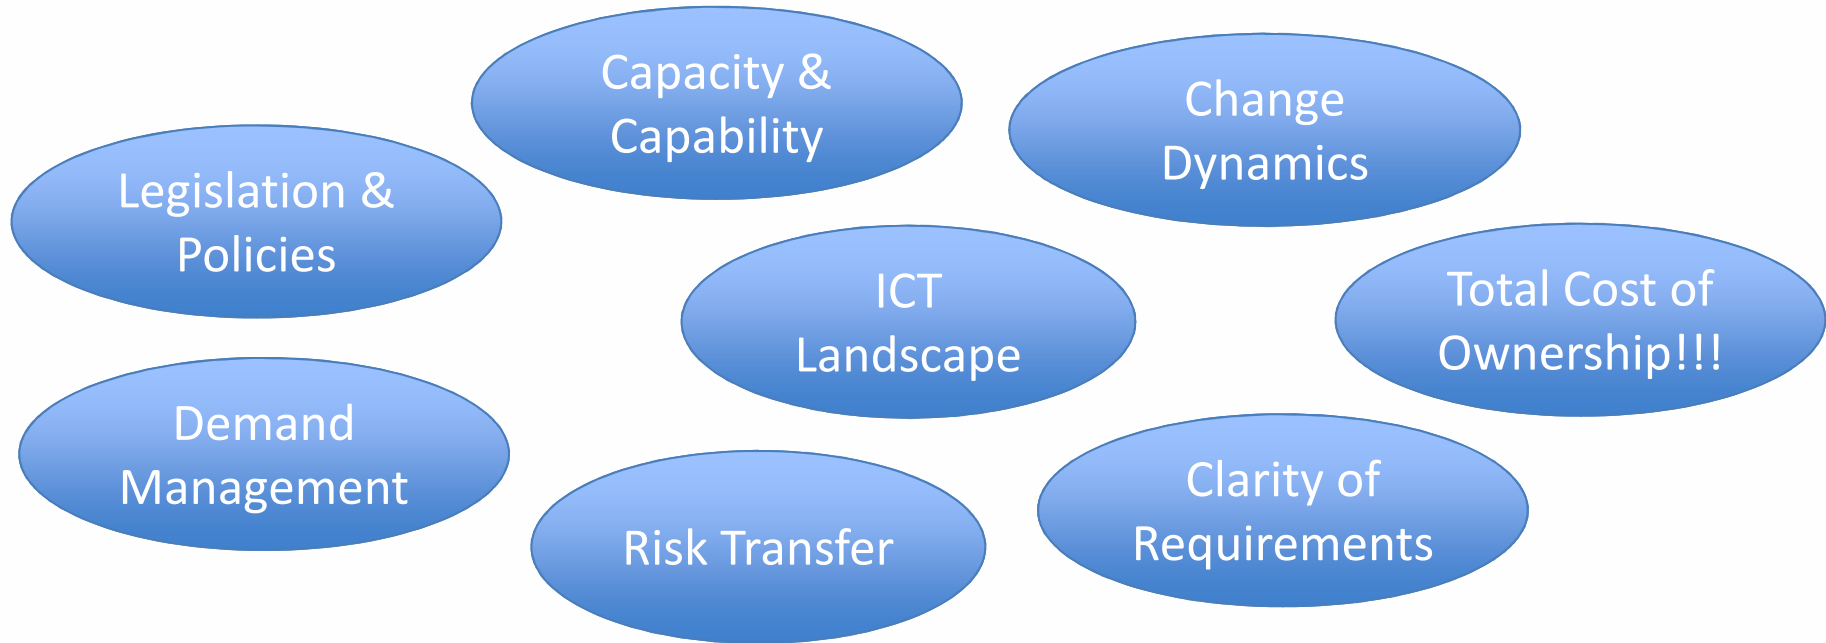 Capacity &
Capability
Change
Dynamics
Legislation &
Policies
ICT
Landscape
Total Cost of
Ownership!!!
Demand
Management
Risk Transfer
Clarity of
Requirements